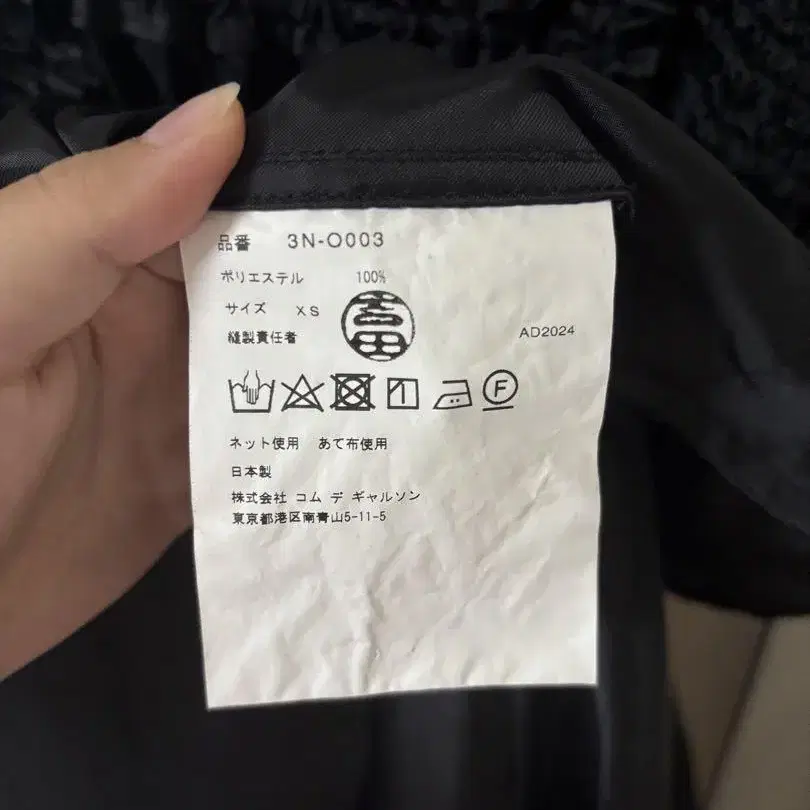 品番 3N-O003
ポリエステル 100%
サイズ XS
縫製責任者
吉田
AD2024
F
ネット使用 あて布使用
日本製
株式会社 コム デ ギャルソン
東京都港区南青山5-11-5